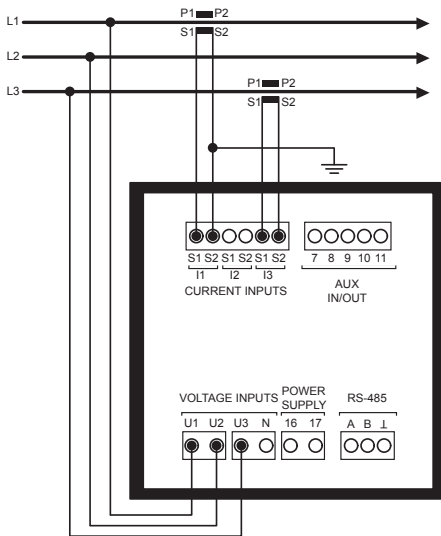 L1
P1 P2
S1 S2
L2
L3
P1 P2
S1 S2
S1 S2 S1 S2 S1 S2
I1 I2 I3
CURRENT INPUTS
7 8 9 10 11
AUX
IN/OUT
VOLTAGE INPUTS
U1 U2 U3 N
POWER
SUPPLY
16 17
RS-485
A B ⊥